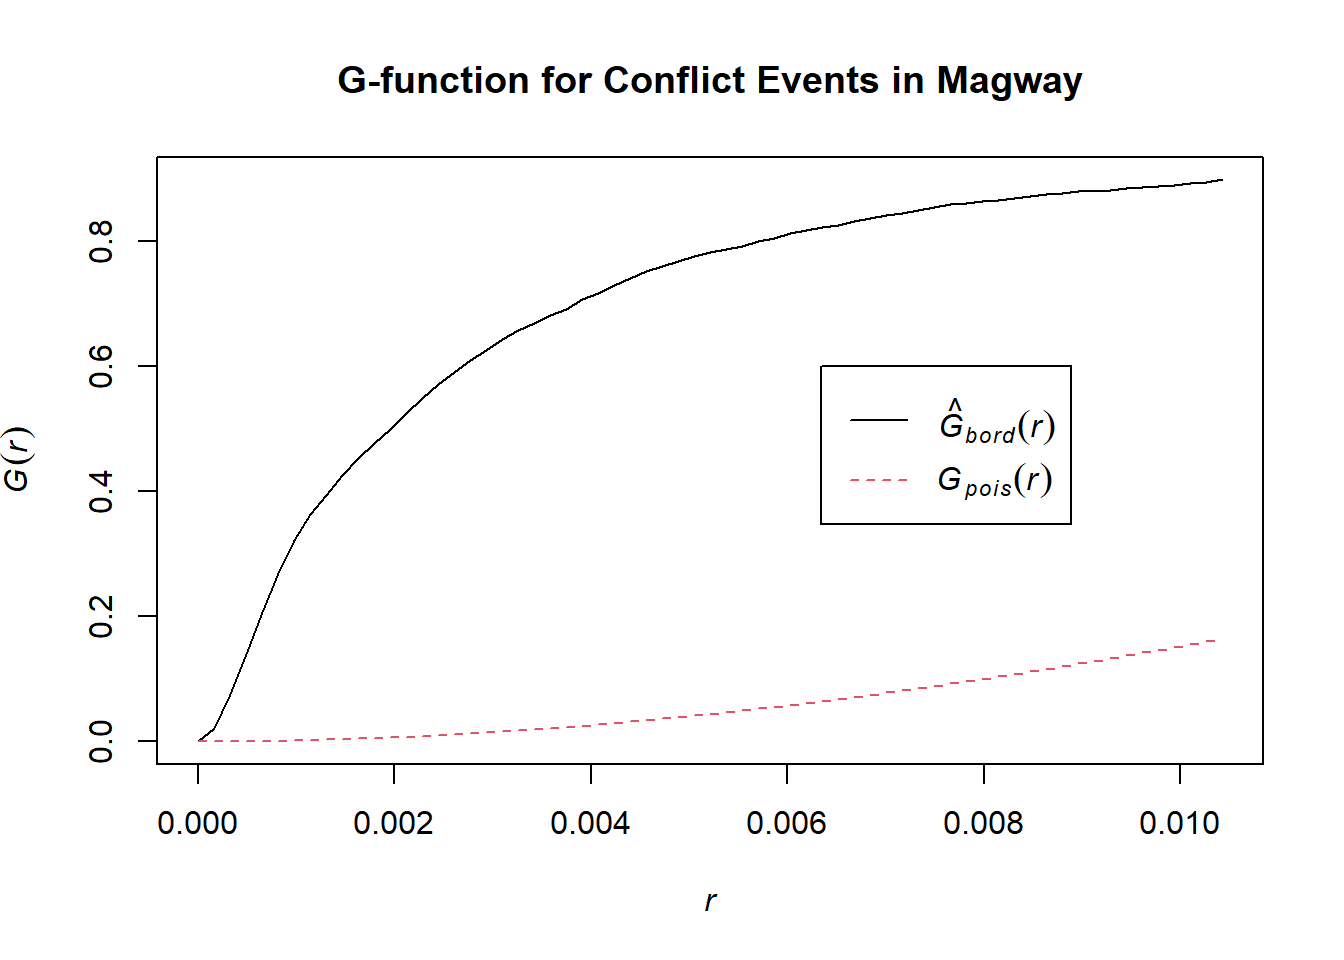 G-function for Conflict Events in Magway
G(r)
0.0
0.2
0.4
0.6
0.8
Ĝbord(r)
Gpois(r)
0.000 0.002 0.004 0.006 0.008 0.010
r